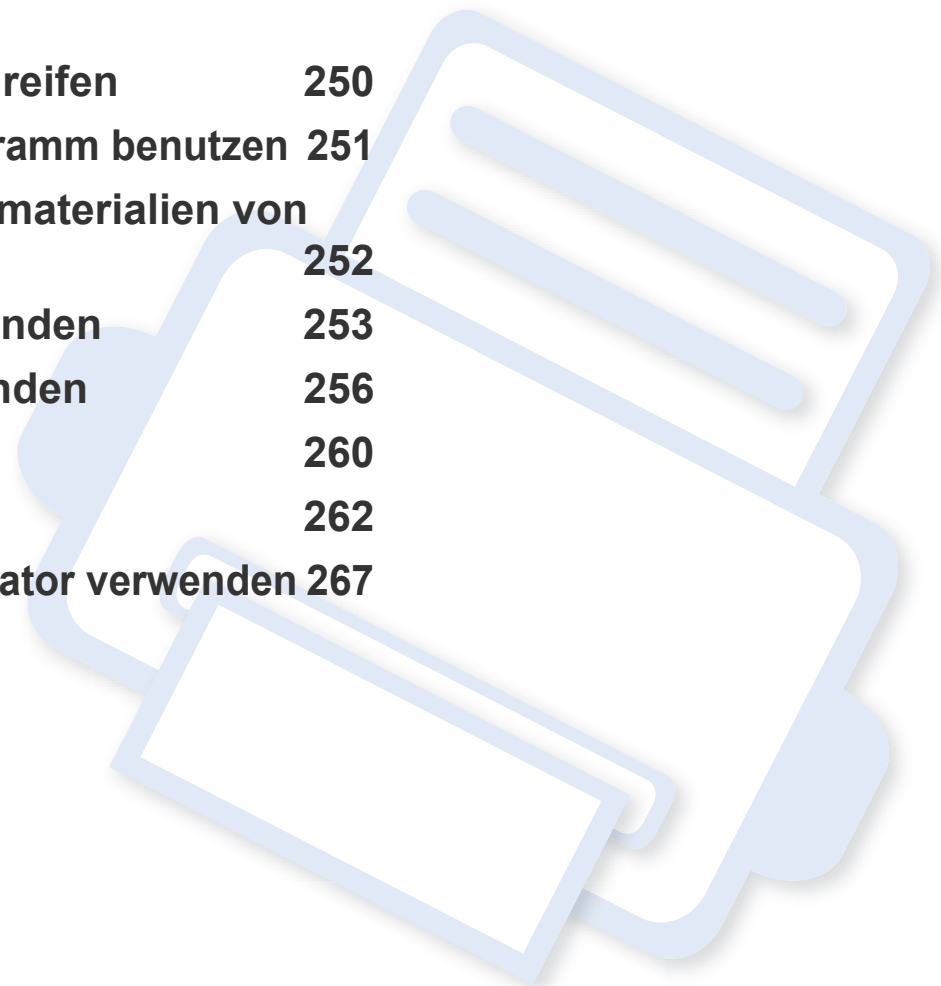 reifen 250
ramm benutzen 251
materialien von
252
nden 253
nden 256
260
262
ator verwenden 267